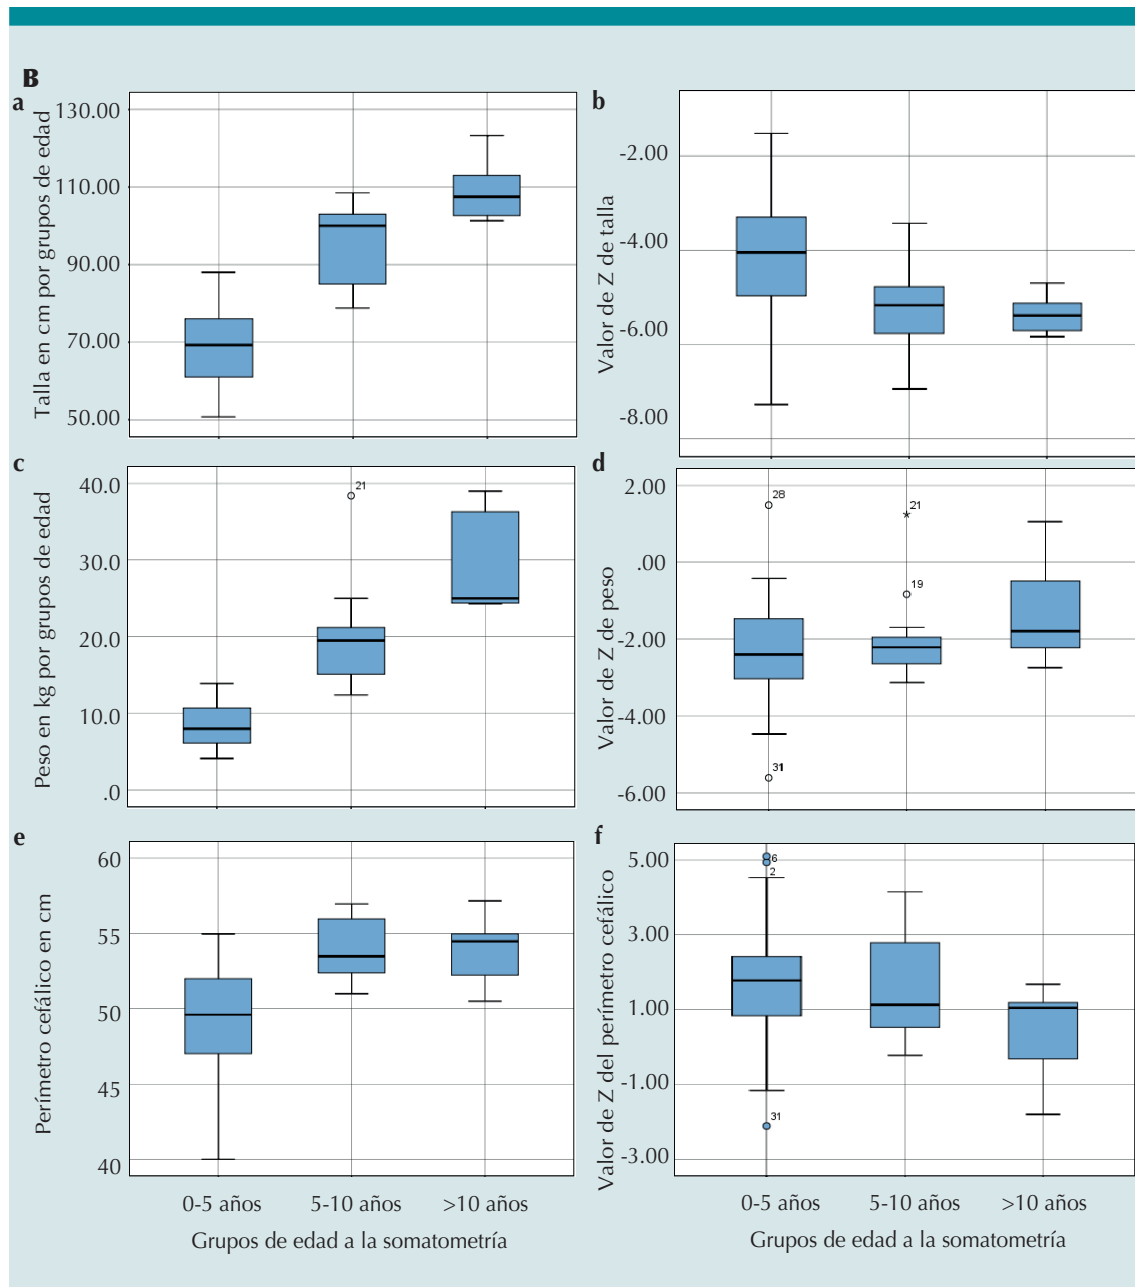 B
a
Talla en cm por grupos de edad
130.00
110.00
90.00
70.00
50.00
b
Valor de Z de talla
-2.00
-4.00
-6.00
-8.00
c
Peso en kg por grupos de edad
40.0
30.0
20.0
10.0
.0
21
d
Valor de Z de peso
2.00
.00
-2.00
-4.00
-6.00
28
21
19
31
e
Perímetro cefálico en cm
60
55
50
45
40
0-5 años 5-10 años >10 años
Grupos de edad a la somatometría
f
Valor de Z del perímetro cefálico
5.00
3.00
1.00
-1.00
-3.00
6
2
31
0-5 años 5-10 años >10 años
Grupos de edad a la somatometría